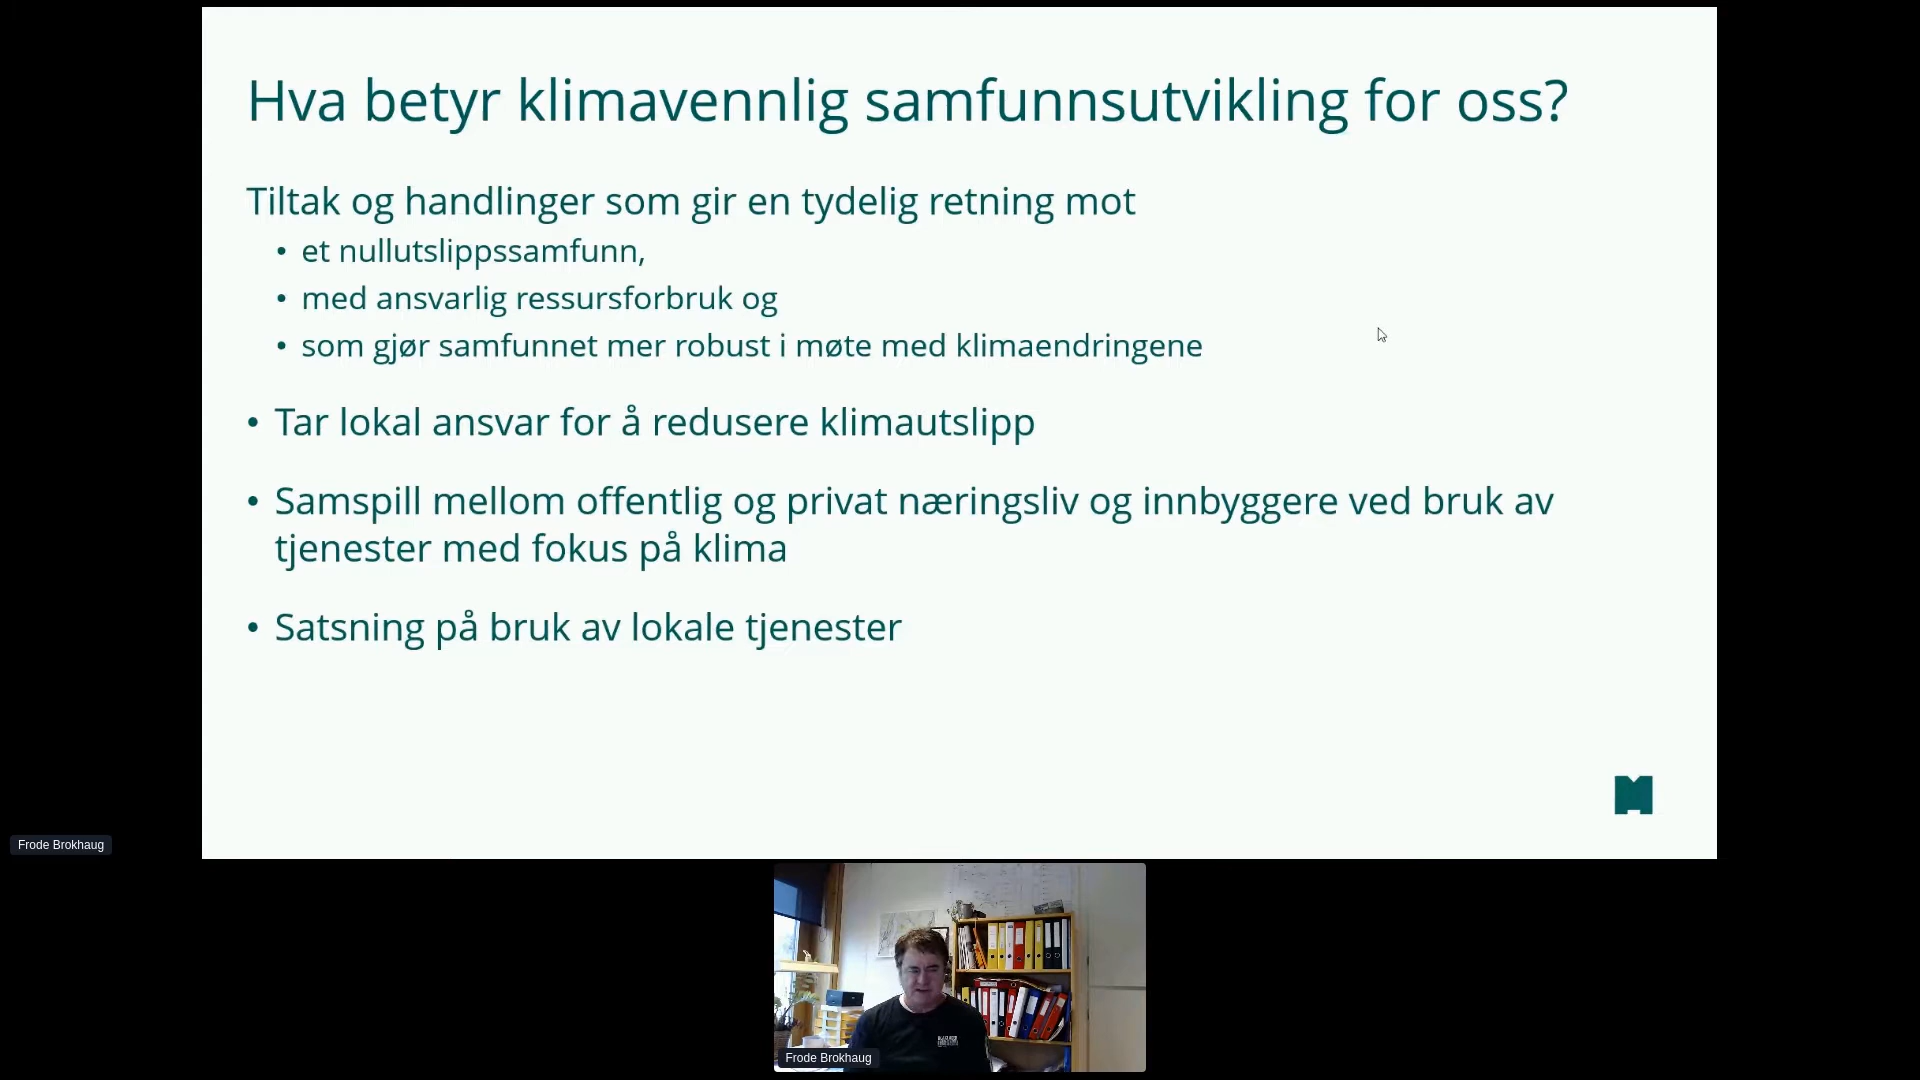 Hva betyr klimavennlig samfunnsutvikling for oss?
Tiltak og handlinger som gir en tydelig retning mot
• et nullutslippssamfunn,
• med ansvarlig ressursforbruk og
• som gjør samfunnet mer robust i møte med klimaendringene
• Tar lokal ansvar for å redusere klimautslipp
• Samspill mellom offentlig og privat næringsliv og innbyggere ved bruk av
tjenester med fokus på klima
• Satsning på bruk av lokale tjenester
Frode Brokhaug
Frode Brokhaug